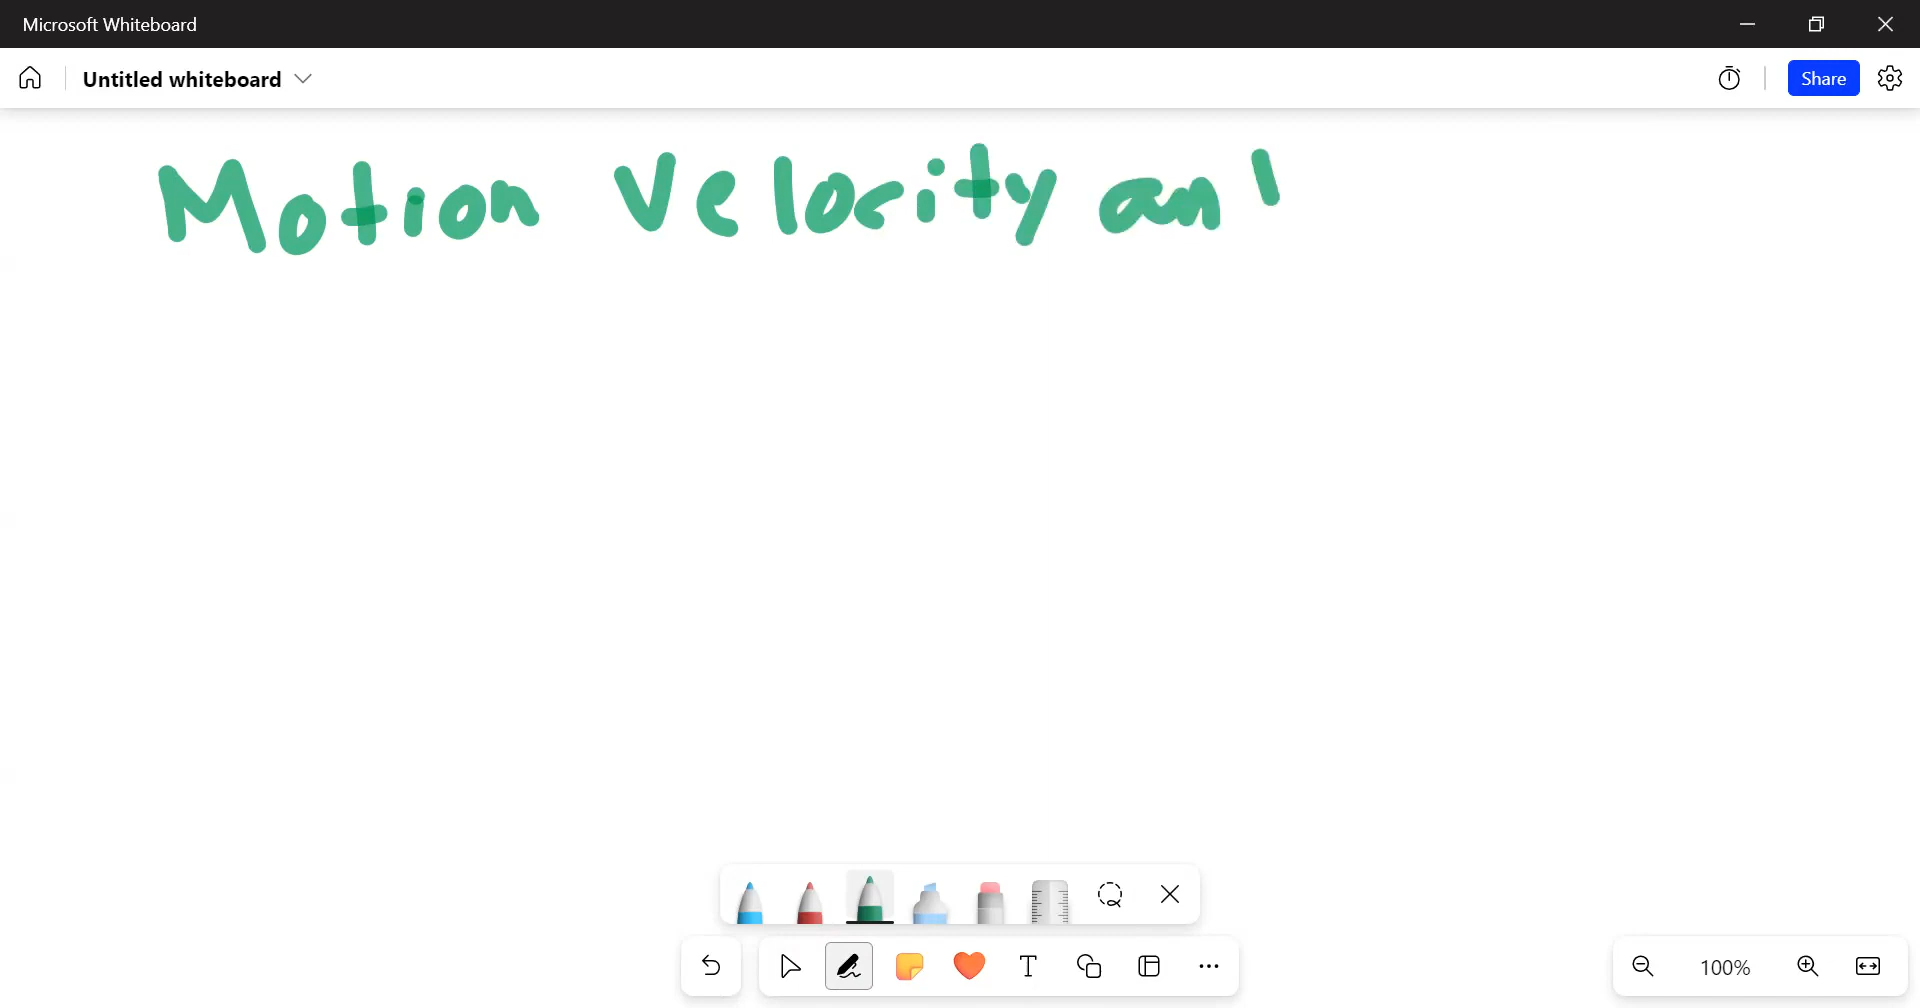 Microsoft Whiteboard
Untitled whiteboard
Share
Motion Velocity an
100%